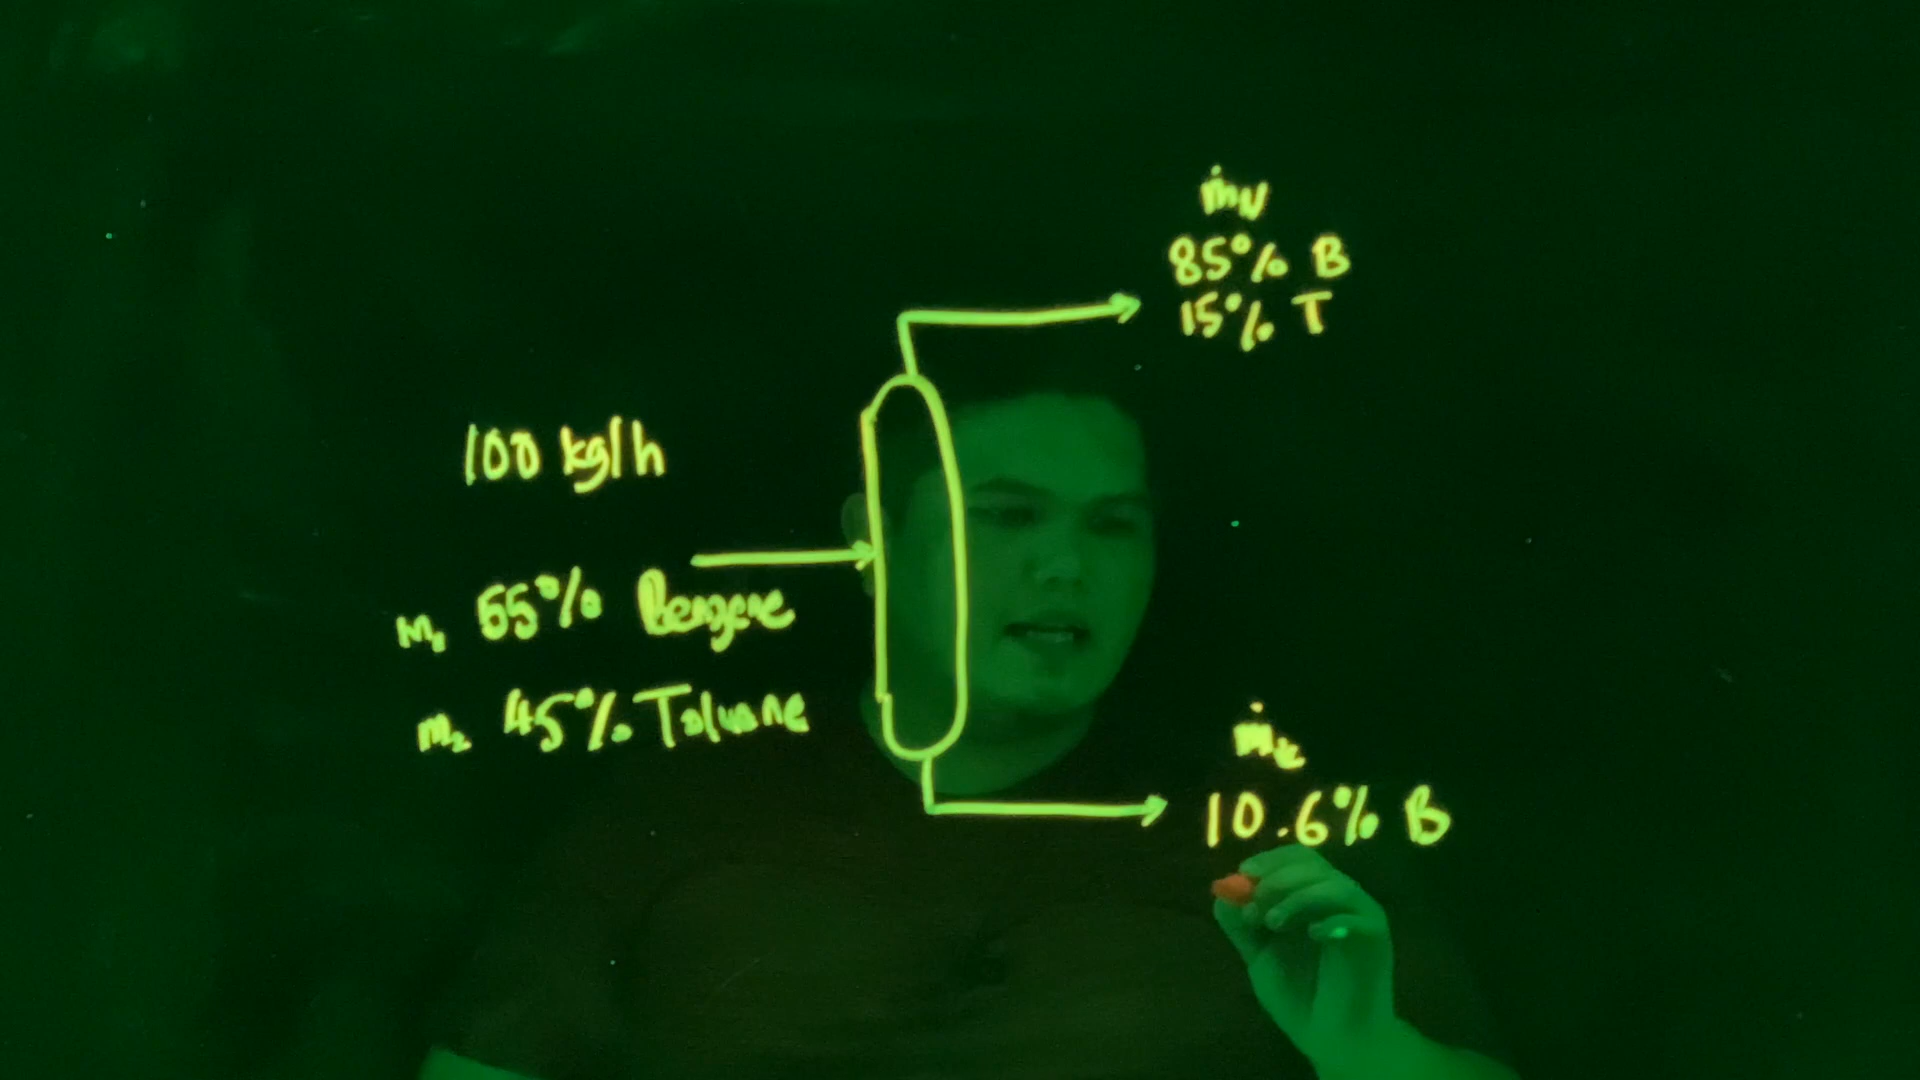 ṁv
85% B
15% T
100 kg/h
m₁ 55% Benzene
m₂ 45% Toluene
ṁL
10.6% B